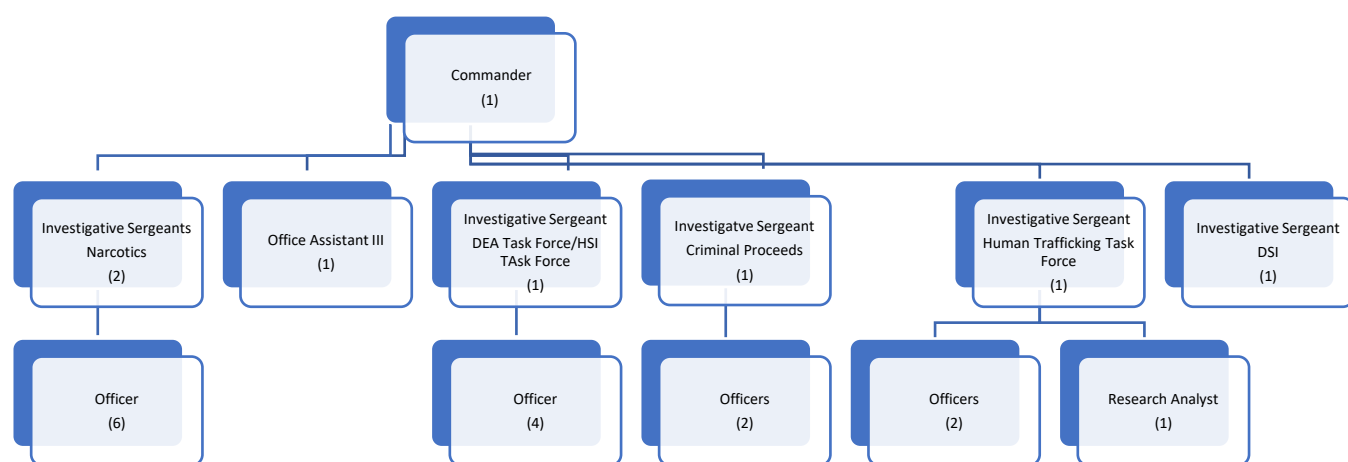 Commander
(1)
Investigative Sergeants
Narcotics
(2)
Office Assistant III
(1)
Investigative Sergeant
DEA Task Force/HSI
TAsk Force
(1)
Investigatve Sergeant
Criminal Proceeds
(1)
Investigative Sergeant
Human Trafficking Task
Force
(1)
Investigative Sergeant
DSI
(1)
Officer
(6)
Officer
(4)
Officers
(2)
Officers
(2)
Research Analyst
(1)